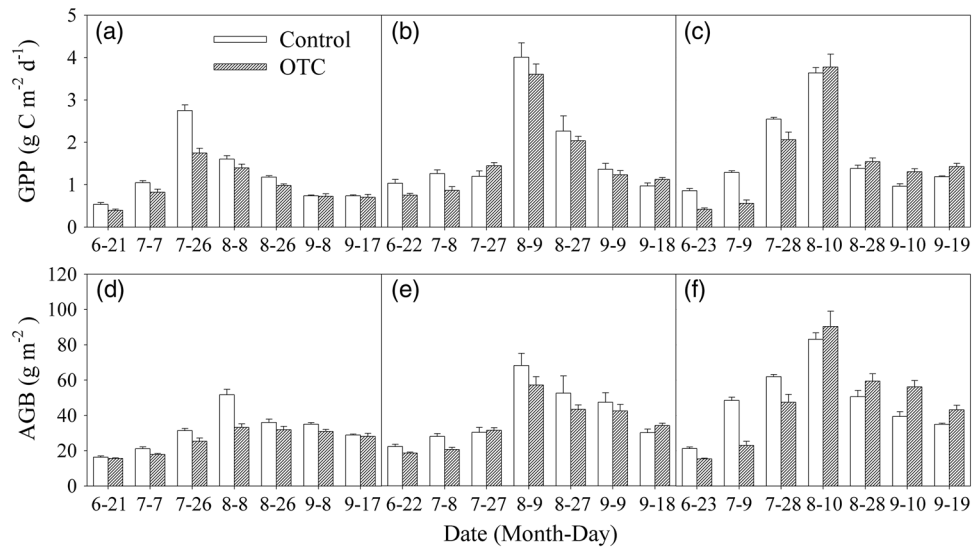 (a)
Control
OTC
(b)
(c)
GPP (g C m⁻² d⁻¹)
5
4
3
2
1
0
6-21 7-7 7-26 8-8 8-26 9-8 9-17
6-22 7-8 7-27 8-9 8-27 9-9 9-18
6-23 7-9 7-28 8-10 8-28 9-10 9-19
(d)
(e)
(f)
AGB (g m⁻²)
120
100
80
60
40
20
0
6-21 7-7 7-26 8-8 8-26 9-8 9-17
6-22 7-8 7-27 8-9 8-27 9-9 9-18
6-23 7-9 7-28 8-10 8-28 9-10 9-19
Date (Month-Day)